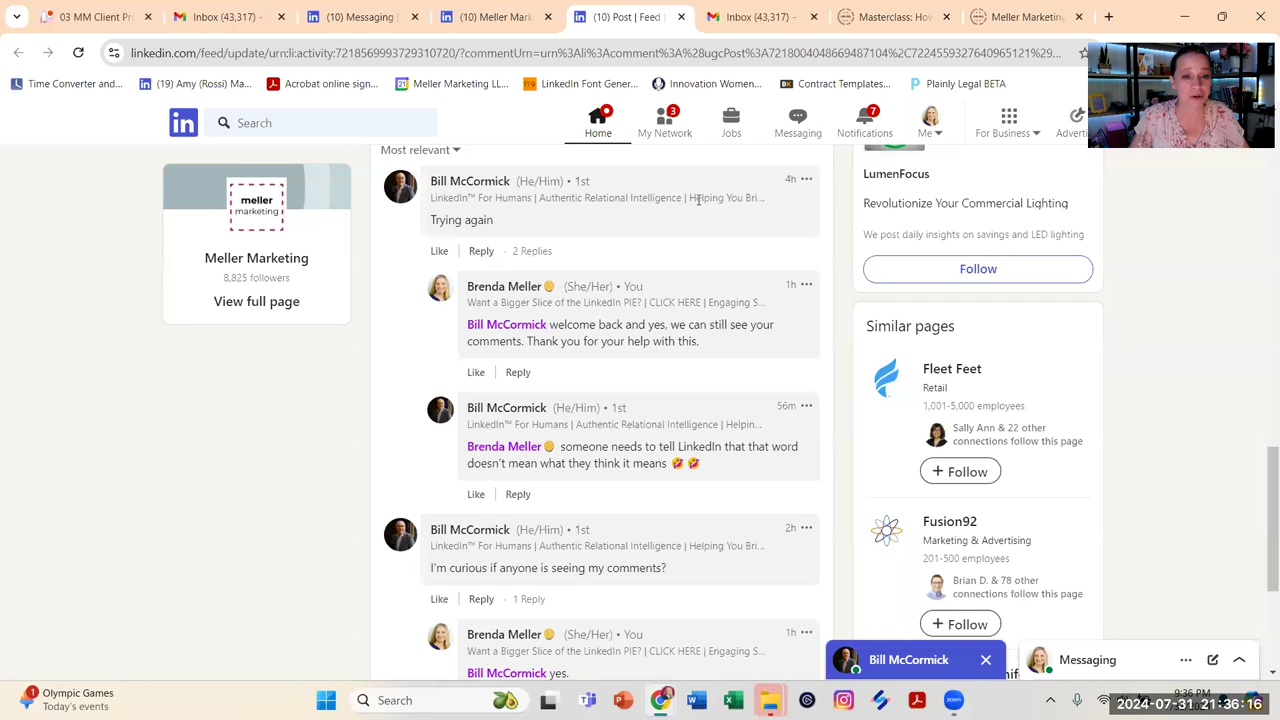 (10) MM Pr
Inbox (43,317)
(10) Messaging
(10) Meller Mark
(10) Post | Feed
Inbox (43,317)
Masterclass: How
(10) Meller Marketing
linkedin.com/feed/update/urn:li:activity:7218569993729310720/?commentUrn=urn%3Ali%3Acomment%3A%28ugcPost%3A7218004048669487104%2C7224559327640965121%29...
Time Converter and...
(19) Amy (Rossi) Ma...
Acrobat online sign...
Meller Marketing LL...
LinkedIn Font Gener...
Innovation Women...
Contract Templates...
Plainly Legal BETA
Search
Home
3
My Network
Jobs
Messaging
7
Notifications
Me
For Business
Adverti
Most relevant
meller
marketing
Meller Marketing
8,825 followers
View full page
Bill McCormick (He/Him) • 1st
4h
LinkedIn™ For Humans | Authentic Relational Intelligence | Helping You Bri...
Trying again
Like
Reply
2 Replies
Brenda Meller (She/Her) • You
1h
Want a Bigger Slice of the LinkedIn PIE? | CLICK HERE | Engaging S...
Bill McCormick welcome back and yes, we can still see your
comments. Thank you for your help with this.
Like
Reply
Bill McCormick (He/Him) • 1st
56m
LinkedIn™ For Humans | Authentic Relational Intelligence | Helpin...
Brenda Meller someone needs to tell LinkedIn that that word
doesn't mean what they think it means 🤣🤣
Like
Reply
Bill McCormick (He/Him) • 1st
2h
LinkedIn™ For Humans | Authentic Relational Intelligence | Helping You Bri...
I'm curious if anyone is seeing my comments?
Like
Reply
1 Reply
Brenda Meller (She/Her) • You
1h
Want a Bigger Slice of the LinkedIn PIE? | CLICK HERE | Engaging S...
Bill McCormick yes.
LumenFocus
Revolutionize Your Commercial Lighting
We post daily insights on savings and LED lighting
Follow
Similar pages
Fleet Feet
Retail
1,001-5,000 employees
Sally Ann & 22 other
connections follow this page
+ Follow
Fusion92
Marketing & Advertising
201-500 employees
Brian D. & 78 other
connections follow this page
+ Follow
Bill McCormick
Messaging
1
Olympic Games
Today's events
Search
9:36 PM
2024-07-31 21:36:16